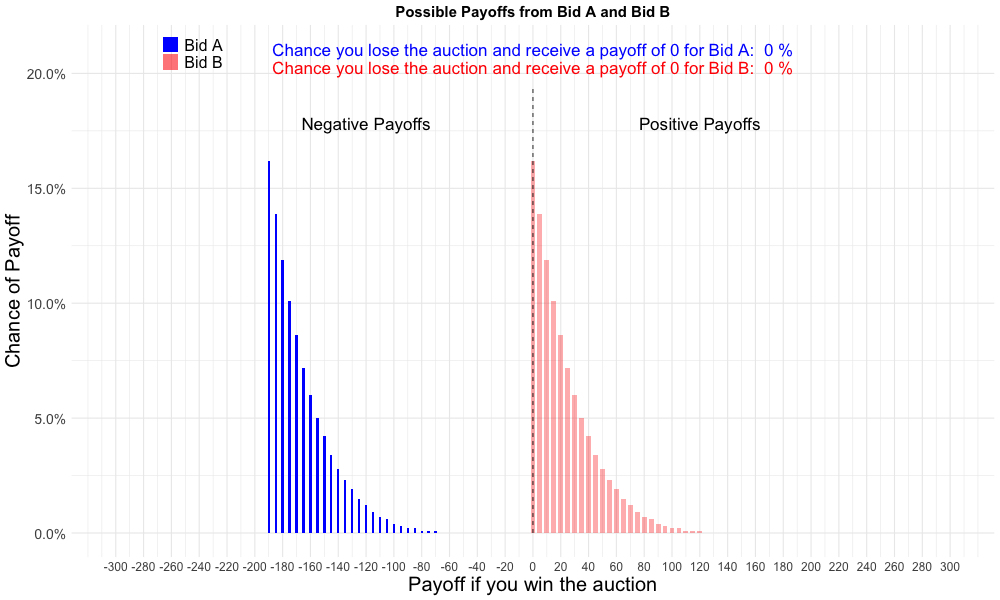 Possible Payoffs from Bid A and Bid B
Bid A
Bid B
Chance you lose the auction and receive a payoff of 0 for Bid A:  0 %
Chance you lose the auction and receive a payoff of 0 for Bid B:  0 %
Negative Payoffs
Positive Payoffs
Chance of Payoff
20.0%
15.0%
10.0%
5.0%
0.0%
-300 -280 -260 -240 -220 -200 -180 -160 -140 -120 -100 -80 -60 -40 -20 0 20 40 60 80 100 120 140 160 180 200 220 240 260 280 300
Payoff if you win the auction